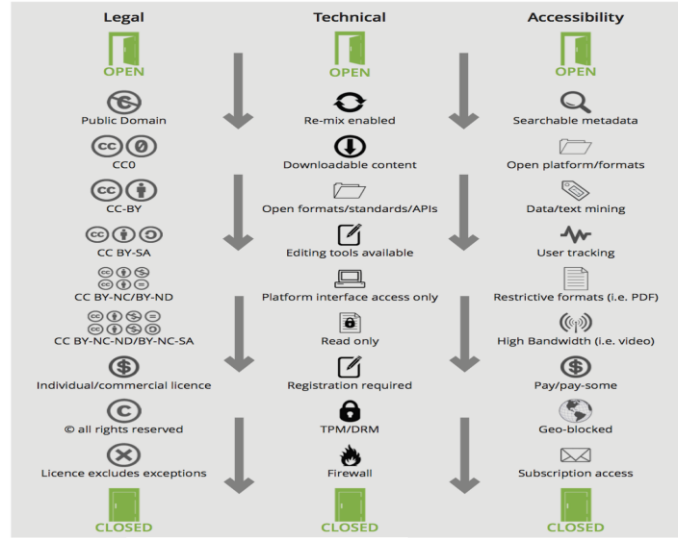 Legal
OPEN
Public Domain
CC0
CC-BY
CC BY-SA
CC BY-NC/BY-ND
CC BY-NC-ND/BY-NC-SA
Individual/commercial licence
© all rights reserved
Licence excludes exceptions
CLOSED
Technical
OPEN
Re-mix enabled
Downloadable content
Open formats/standards/APIs
Editing tools available
Platform interface access only
Read only
Registration required
TPM/DRM
Firewall
CLOSED
Accessibility
OPEN
Searchable metadata
Open platform/formats
Data/text mining
User tracking
Restrictive formats (i.e. PDF)
High Bandwidth (i.e. video)
Pay/pay-some
Geo-blocked
Subscription access
CLOSED